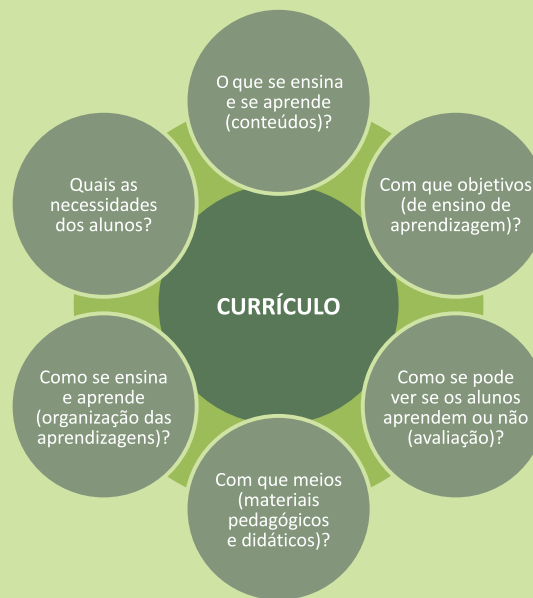 O que se ensina
e se aprende
(conteúdos)?
Quais as
necessidades
dos alunos?
Com que objetivos
(de ensino de
aprendizagem)?
CURRÍCULO
Como se ensina
e aprende
(organização das
aprendizagens)?
Como se pode
ver se os alunos
aprendem ou não
(avaliação)?
Com que meios
(materiais
pedagógicos
e didáticos)?